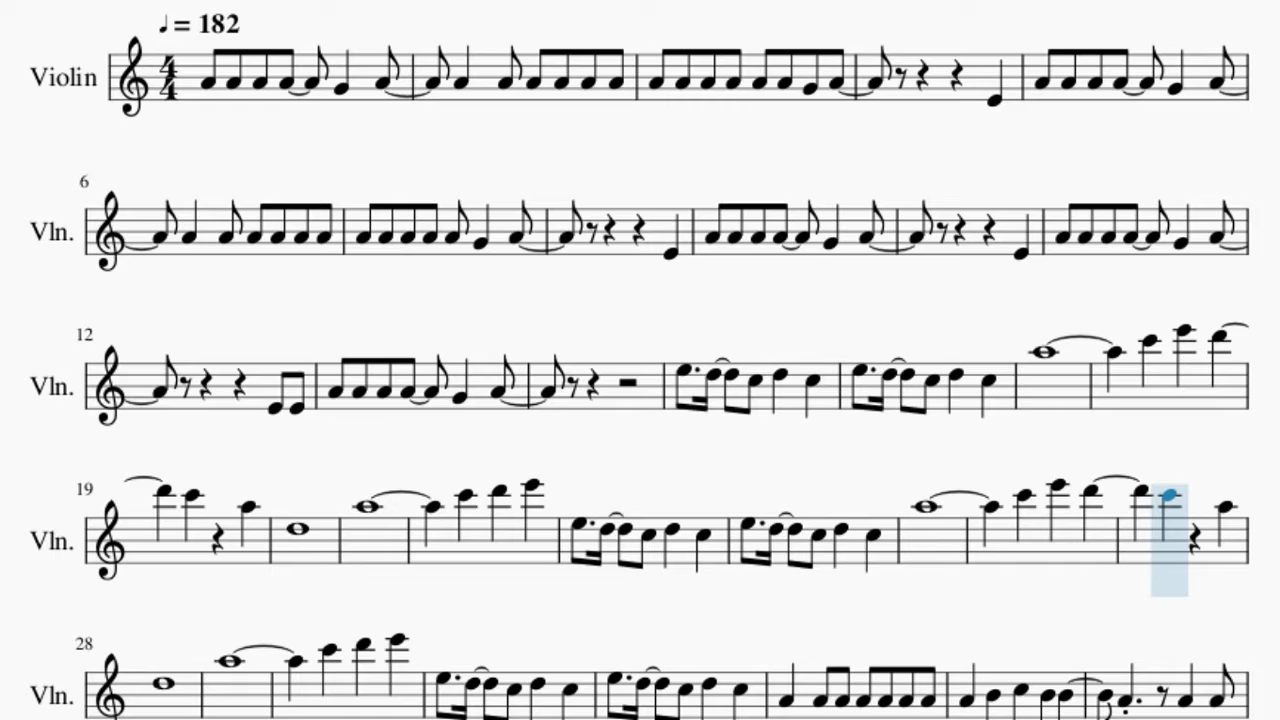 ♩ = 182
Violin 4 4
6
Vln.
12
Vln.
19
Vln.
28
Vln.